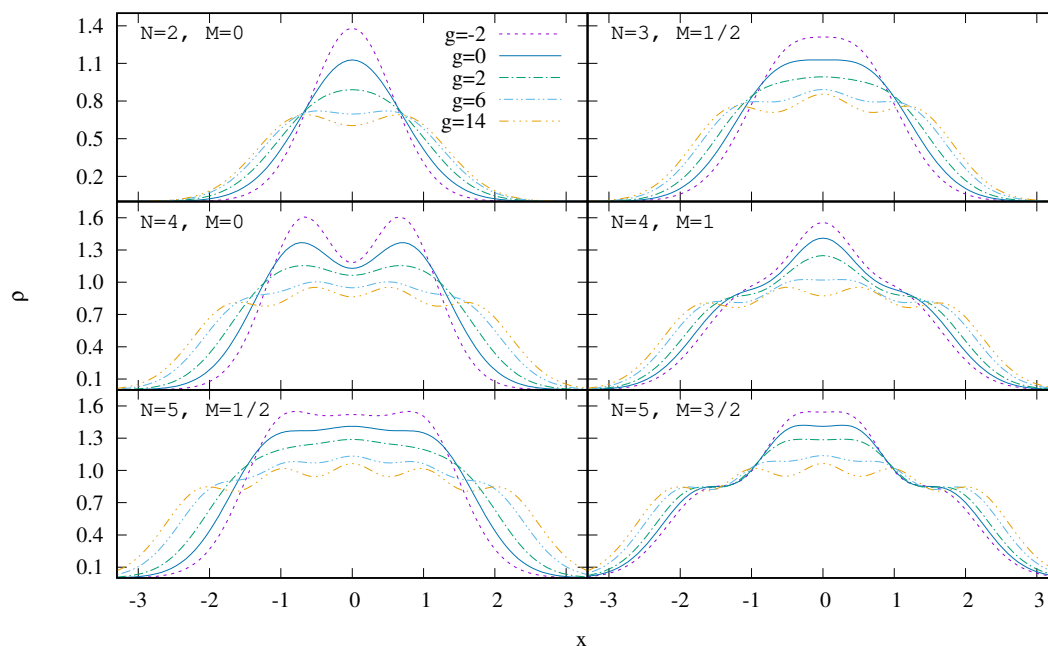 N=2, M=0
g=-2
g=0
g=2
g=6
g=14
1.4
1.1
0.8
0.5
0.2
N=3, M=1/2
N=4, M=0
1.6
1.3
1.0
0.7
0.4
0.1
N=4, M=1
N=5, M=1/2
1.6
1.3
1.0
0.7
0.4
0.1
N=5, M=3/2
ρ
-3 -2 -1 0 1 2 3
-3 -2 -1 0 1 2 3
x